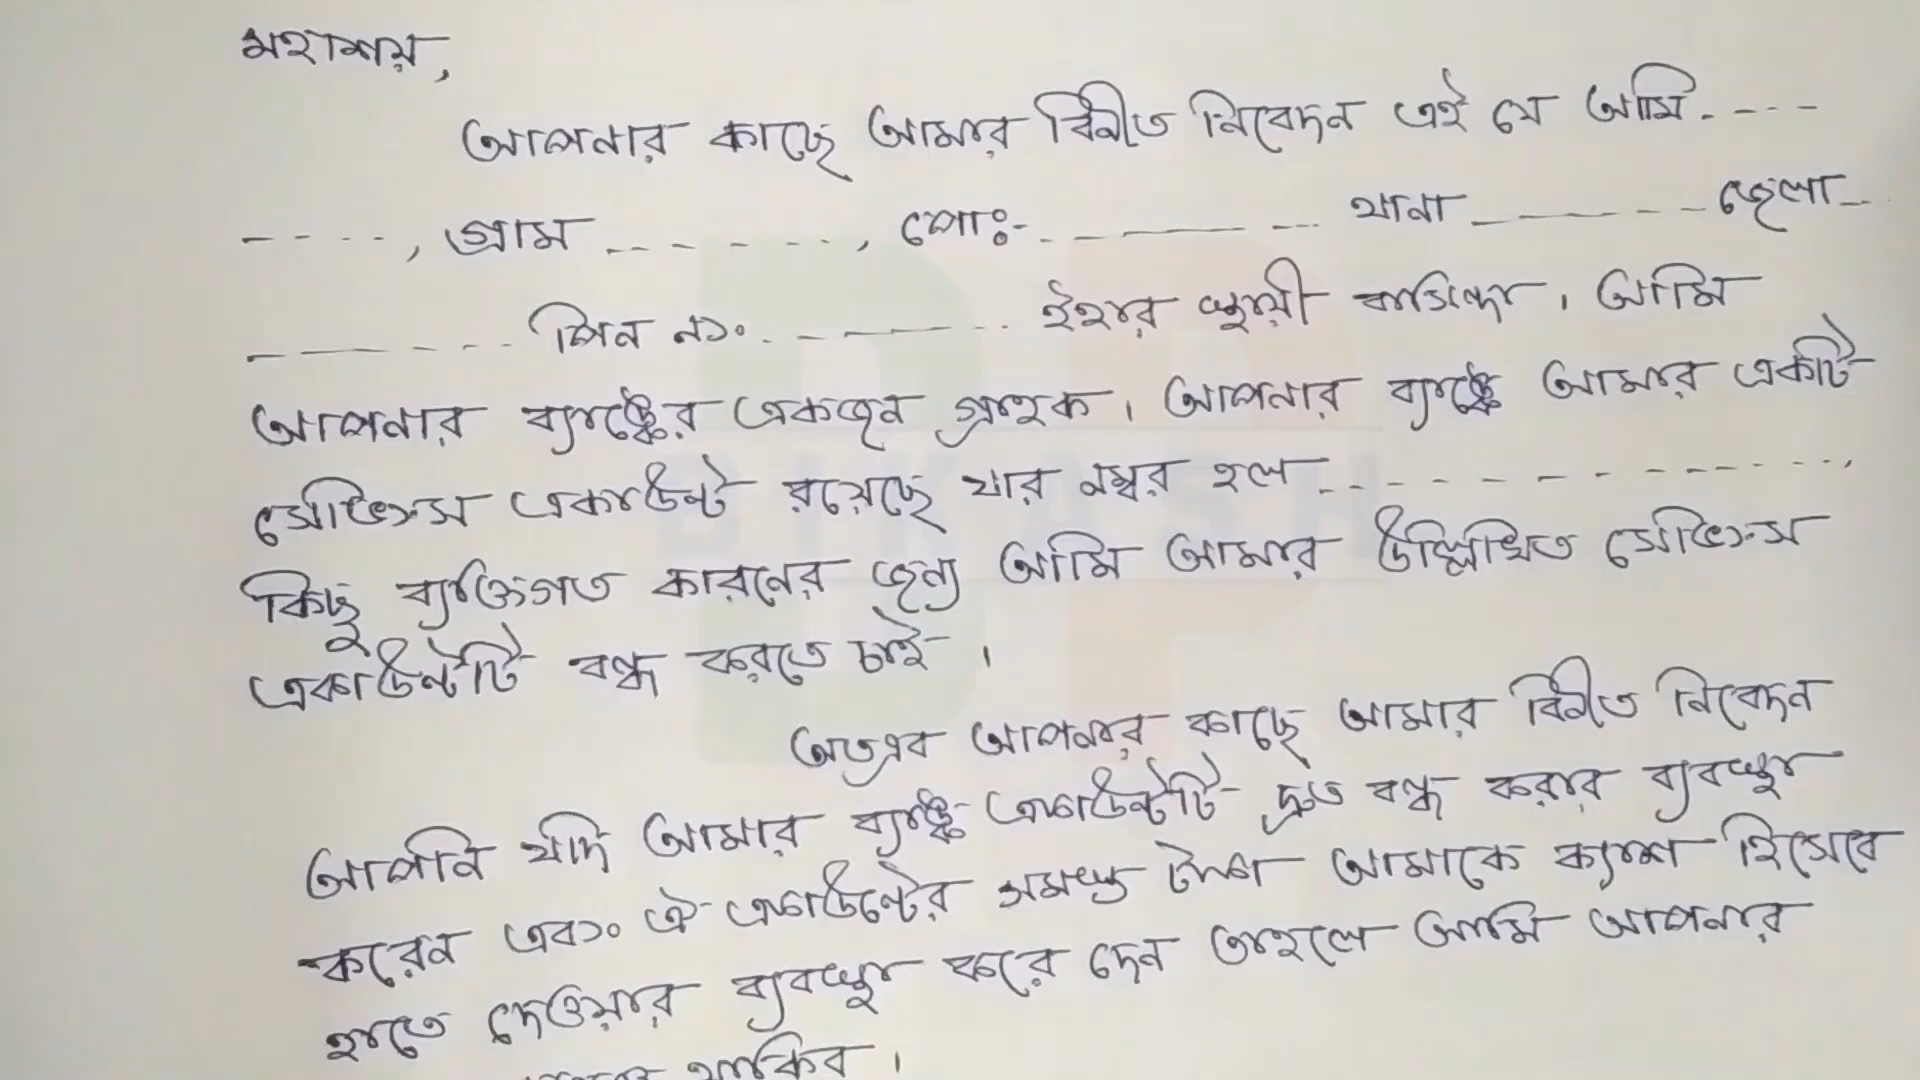 মহাশয়,
আপনার কাছে আমার বিনীত নিবেদন এই যে আমি.----
----, গ্রাম ------, পোঃ- -------- থানা ------- জেলা-
------- পিন নং. -------- ইহার স্থায়ী বাসিন্দা। আমি
আপনার ব্যাঙ্কের একজন গ্রাহক। আপনার ব্যাঙ্কে আমার একটি
সেভিংস একাউন্ট রয়েছে যার নম্বর হল -------------,
কিছু ব্যক্তিগত কারনের জন্য আমি আমার উল্লিখিত সেভিংস
একাউন্টটি বন্ধ করতে চাই।
অতএব আপনার কাছে আমার বিনীত নিবেদন
আপনি যদি আমার ব্যাঙ্ক একাউন্টটি দ্রুত বন্ধ করার ব্যবস্থা
করেন এবং ঐ একাউন্টের সমস্ত টাকা আমাকে ক্যাশ হিসেবে
হাতে দেওয়ার ব্যবস্থা করে দেন তাহলে আমি আপনার
থাকিব।
BIKASH